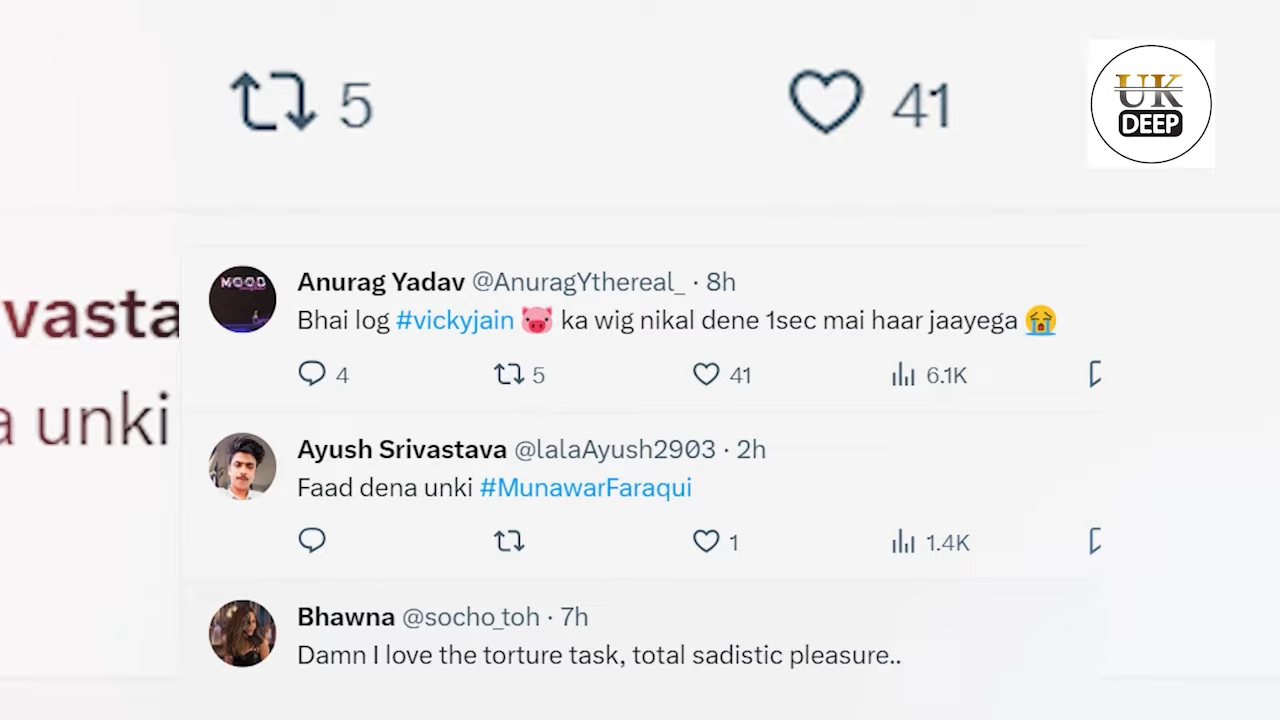 5 41
UK
DEEP
vasta
a unki
MOOD
Anurag Yadav @AnuragYthereal_ · 8h
Bhai log #vickyjain 🐷 ka wig nikal dene 1sec mai haar jaayega 😭
4 5 41 6.1K
Ayush Srivastava @lalaAyush2903 · 2h
Faad dena unki #MunawarFaraqui
1 1.4K
Bhawna @socho_toh · 7h
Damn I love the torture task, total sadistic pleasure..